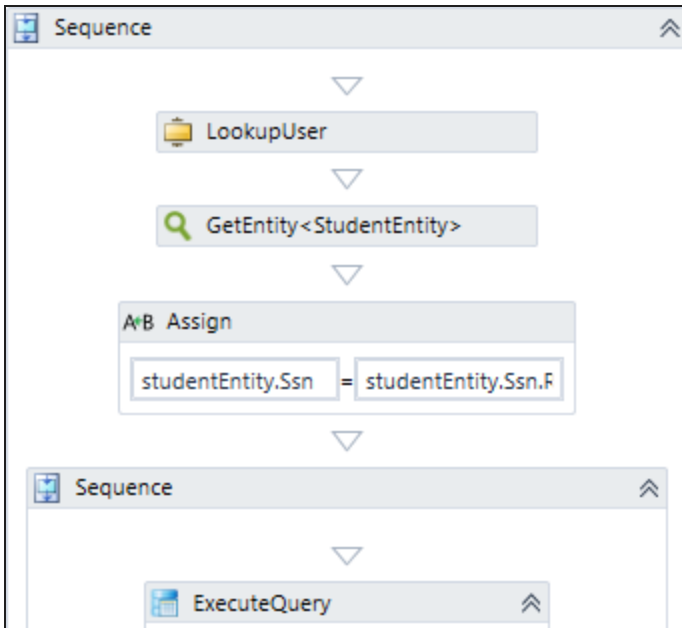 Sequence
LookupUser
GetEntity<StudentEntity>
A B Assign
studentEntity.Ssn = studentEntity.Ssn.R
Sequence
ExecuteQuery